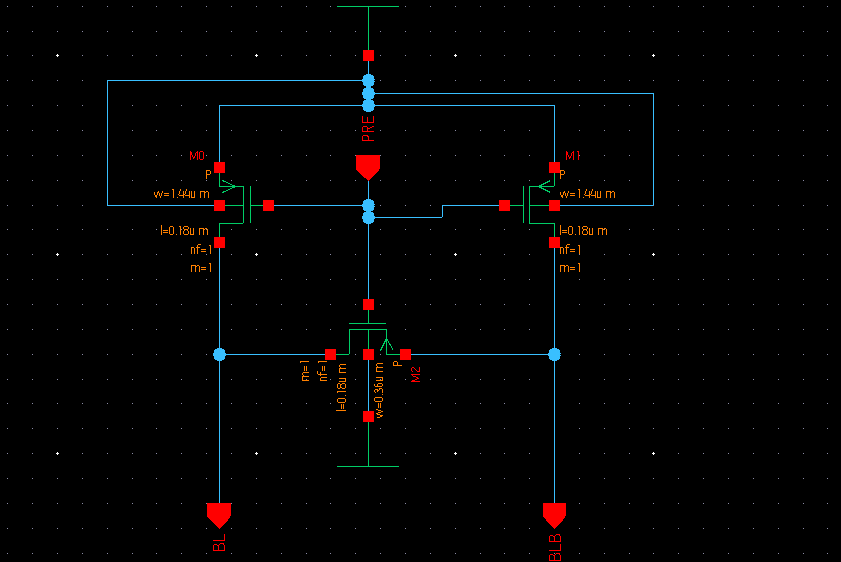 PRE
M0
P
w=1.44u m
l=0.18u m
nf=1
m=1
M1
P
w=1.44u m
l=0.18u m
nf=1
m=1
m=1
nf=1
l=0.18u m
w=0.36u m
P
M2
BL
BLB